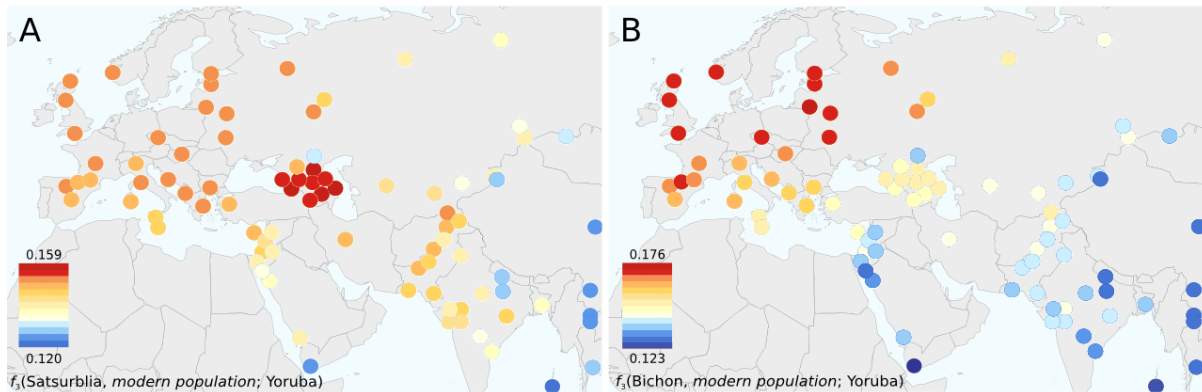 A
B
0.159
0.120
f₃(Satsurblia, modern population; Yoruba)
0.176
0.123
f₃(Bichon, modern population; Yoruba)